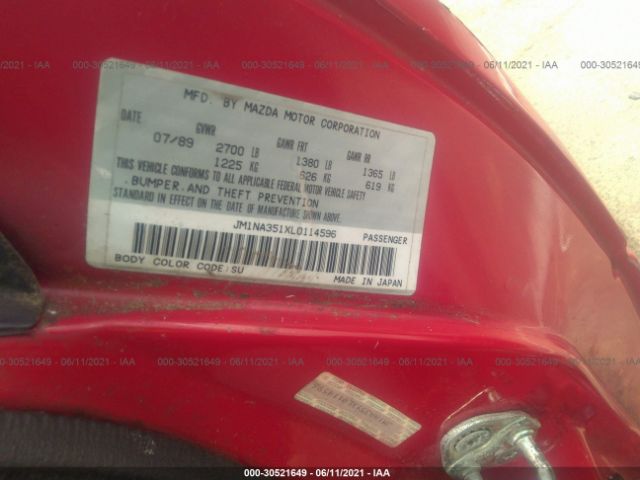 000-30521649 - 06/11/2021 - IAA
MFD. BY MAZDA MOTOR CORPORATION
DATE GVWR GAWR FRT GAWR RR
07/89 2700 LB 1380 LB 1365 LB
1225 KG 626 KG 619 KG
THIS VEHICLE CONFORMS TO ALL APPLICABLE FEDERAL MOTOR VEHICLE SAFETY
BUMPER AND THEFT PREVENTION
STANDARD IN EFFECT ON THE DATE OF MANUFACTURE SHOWN ABOVE.
JM1NA351XL0114596 PASSENGER
BODY COLOR CODE: SU MADE IN JAPAN
000-30521649 - 06/11/2021 - IAA
000-30521649 - 06/11/2021 - IAA